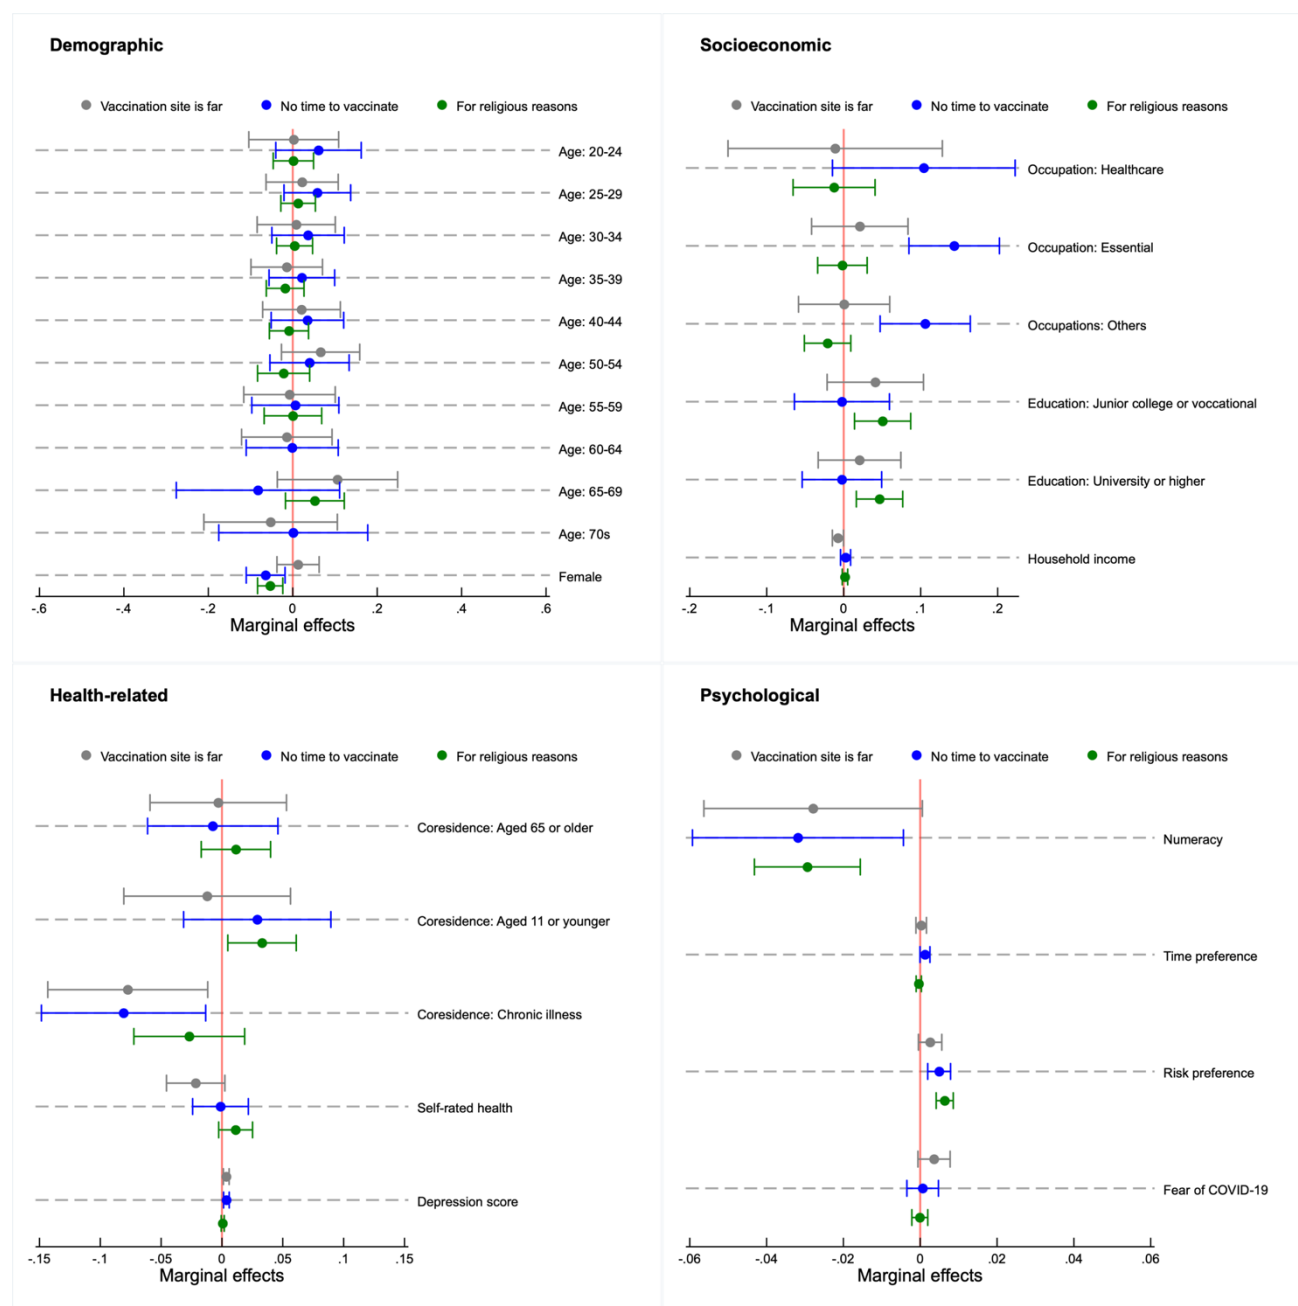 Demographic
Vaccination site is far No time to vaccinate For religious reasons
Age: 20-24
Age: 25-29
Age: 30-34
Age: 35-39
Age: 40-44
Age: 50-54
Age: 55-59
Age: 60-64
Age: 65-69
Age: 70s
Female
-.6 -.4 -.2 0 .2 .4 .6
Marginal effects
Socioeconomic
Vaccination site is far No time to vaccinate For religious reasons
Occupation: Healthcare
Occupation: Essential
Occupations: Others
Education: Junior college or voccational
Education: University or higher
Household income
-.2 -.1 0 .1 .2
Marginal effects
Health-related
Vaccination site is far No time to vaccinate For religious reasons
Coresidence: Aged 65 or older
Coresidence: Aged 11 or younger
Coresidence: Chronic illness
Self-rated health
Depression score
-.15 -.1 -.05 0 .05 .1 .15
Marginal effects
Psychological
Vaccination site is far No time to vaccinate For religious reasons
Numeracy
Time preference
Risk preference
Fear of COVID-19
-.06 -.04 -.02 0 .02 .04 .06
Marginal effects